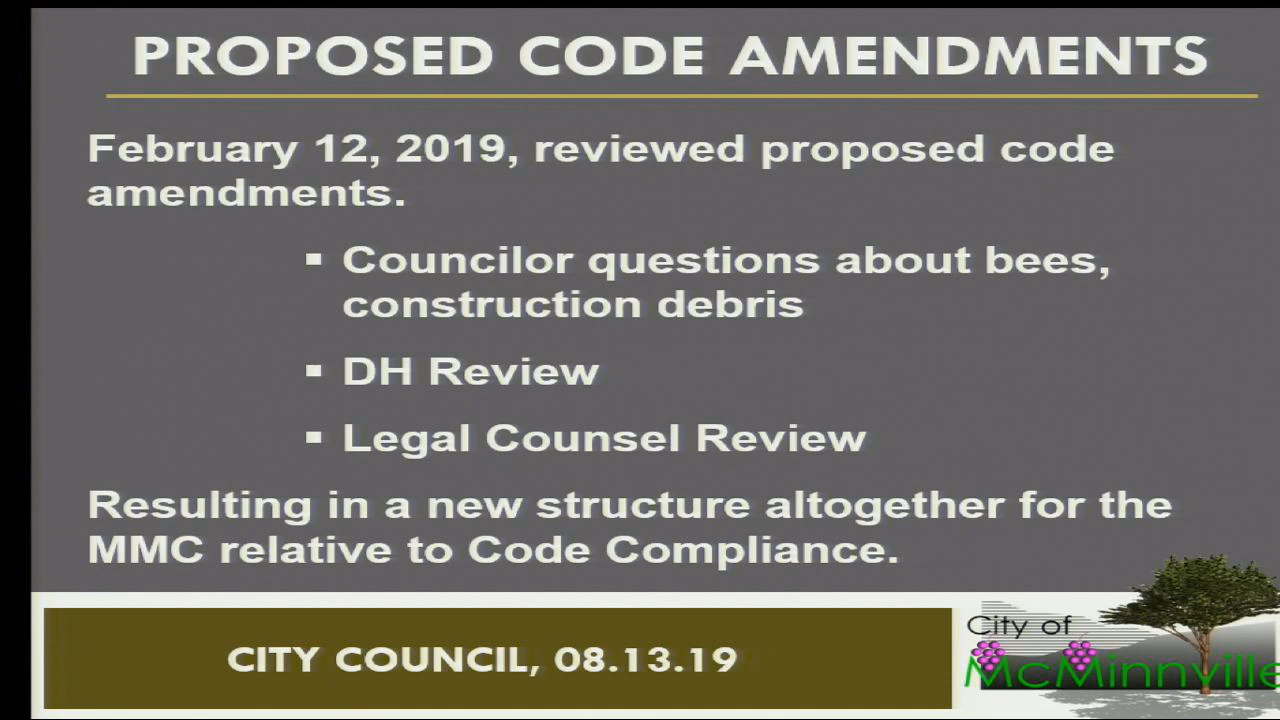 PROPOSED CODE AMENDMENTS
February 12, 2019, reviewed proposed code
amendments.
▪ Councilor questions about bees,
construction debris
▪ DH Review
▪ Legal Counsel Review
Resulting in a new structure altogether for the
MMC relative to Code Compliance.
CITY COUNCIL, 08.13.19
City of
McMinnville